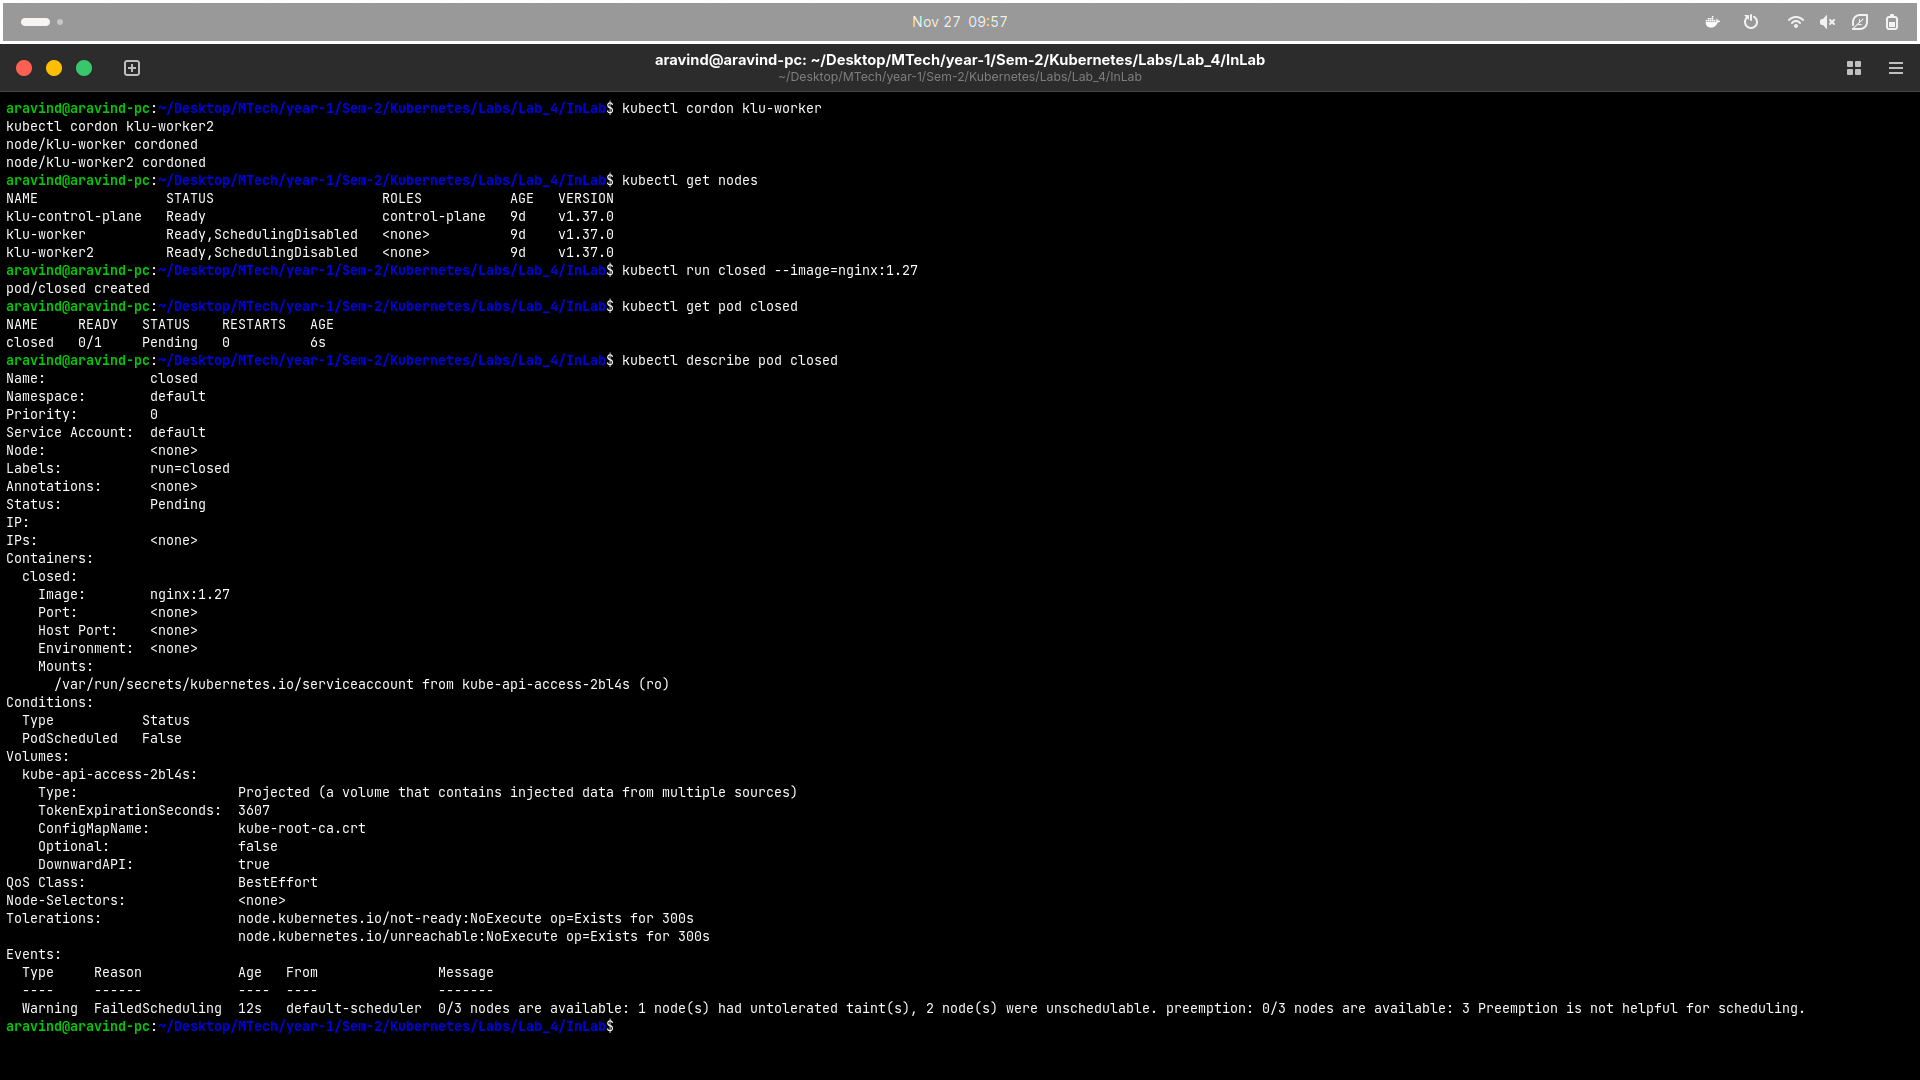 Nov 27 09:57
aravind@aravind-pc: ~/Desktop/MTech/year-1/Sem-2/Kubernetes/Labs/Lab_4/InLab
~/Desktop/MTech/year-1/Sem-2/Kubernetes/Labs/Lab_4/InLab
aravind@aravind-pc:~/Desktop/MTech/year-1/Sem-2/Kubernetes/Labs/Lab_4/InLab$ kubectl cordon klu-worker
kubectl cordon klu-worker2
node/klu-worker cordoned
node/klu-worker2 cordoned
aravind@aravind-pc:~/Desktop/MTech/year-1/Sem-2/Kubernetes/Labs/Lab_4/InLab$ kubectl get nodes
NAME                STATUS                     ROLES           AGE   VERSION
klu-control-plane   Ready                      control-plane   9d    v1.37.0
klu-worker          Ready,SchedulingDisabled   <none>          9d    v1.37.0
klu-worker2         Ready,SchedulingDisabled   <none>          9d    v1.37.0
aravind@aravind-pc:~/Desktop/MTech/year-1/Sem-2/Kubernetes/Labs/Lab_4/InLab$ kubectl run closed --image=nginx:1.27
pod/closed created
aravind@aravind-pc:~/Desktop/MTech/year-1/Sem-2/Kubernetes/Labs/Lab_4/InLab$ kubectl get pod closed
NAME     READY   STATUS    RESTARTS   AGE
closed   0/1     Pending   0          6s
aravind@aravind-pc:~/Desktop/MTech/year-1/Sem-2/Kubernetes/Labs/Lab_4/InLab$ kubectl describe pod closed
Name:             closed
Namespace:        default
Priority:         0
Service Account:  default
Node:             <none>
Labels:           run=closed
Annotations:      <none>
Status:           Pending
IP:
IPs:              <none>
Containers:
  closed:
    Image:        nginx:1.27
    Port:         <none>
    Host Port:    <none>
    Environment:  <none>
    Mounts:
      /var/run/secrets/kubernetes.io/serviceaccount from kube-api-access-2bl4s (ro)
Conditions:
  Type           Status
  PodScheduled   False
Volumes:
  kube-api-access-2bl4s:
    Type:                    Projected (a volume that contains injected data from multiple sources)
    TokenExpirationSeconds:  3607
    ConfigMapName:           kube-root-ca.crt
    Optional:                false
    DownwardAPI:             true
QoS Class:                   BestEffort
Node-Selectors:              <none>
Tolerations:                 node.kubernetes.io/not-ready:NoExecute op=Exists for 300s
                             node.kubernetes.io/unreachable:NoExecute op=Exists for 300s
Events:
  Type     Reason            Age   From               Message
  ----     ------            ----  ----               -------
  Warning  FailedScheduling  12s   default-scheduler  0/3 nodes are available: 1 node(s) had untolerated taint(s), 2 node(s) were unschedulable. preemption: 0/3 nodes are available: 3 Preemption is not helpful for scheduling.
aravind@aravind-pc:~/Desktop/MTech/year-1/Sem-2/Kubernetes/Labs/Lab_4/InLab$